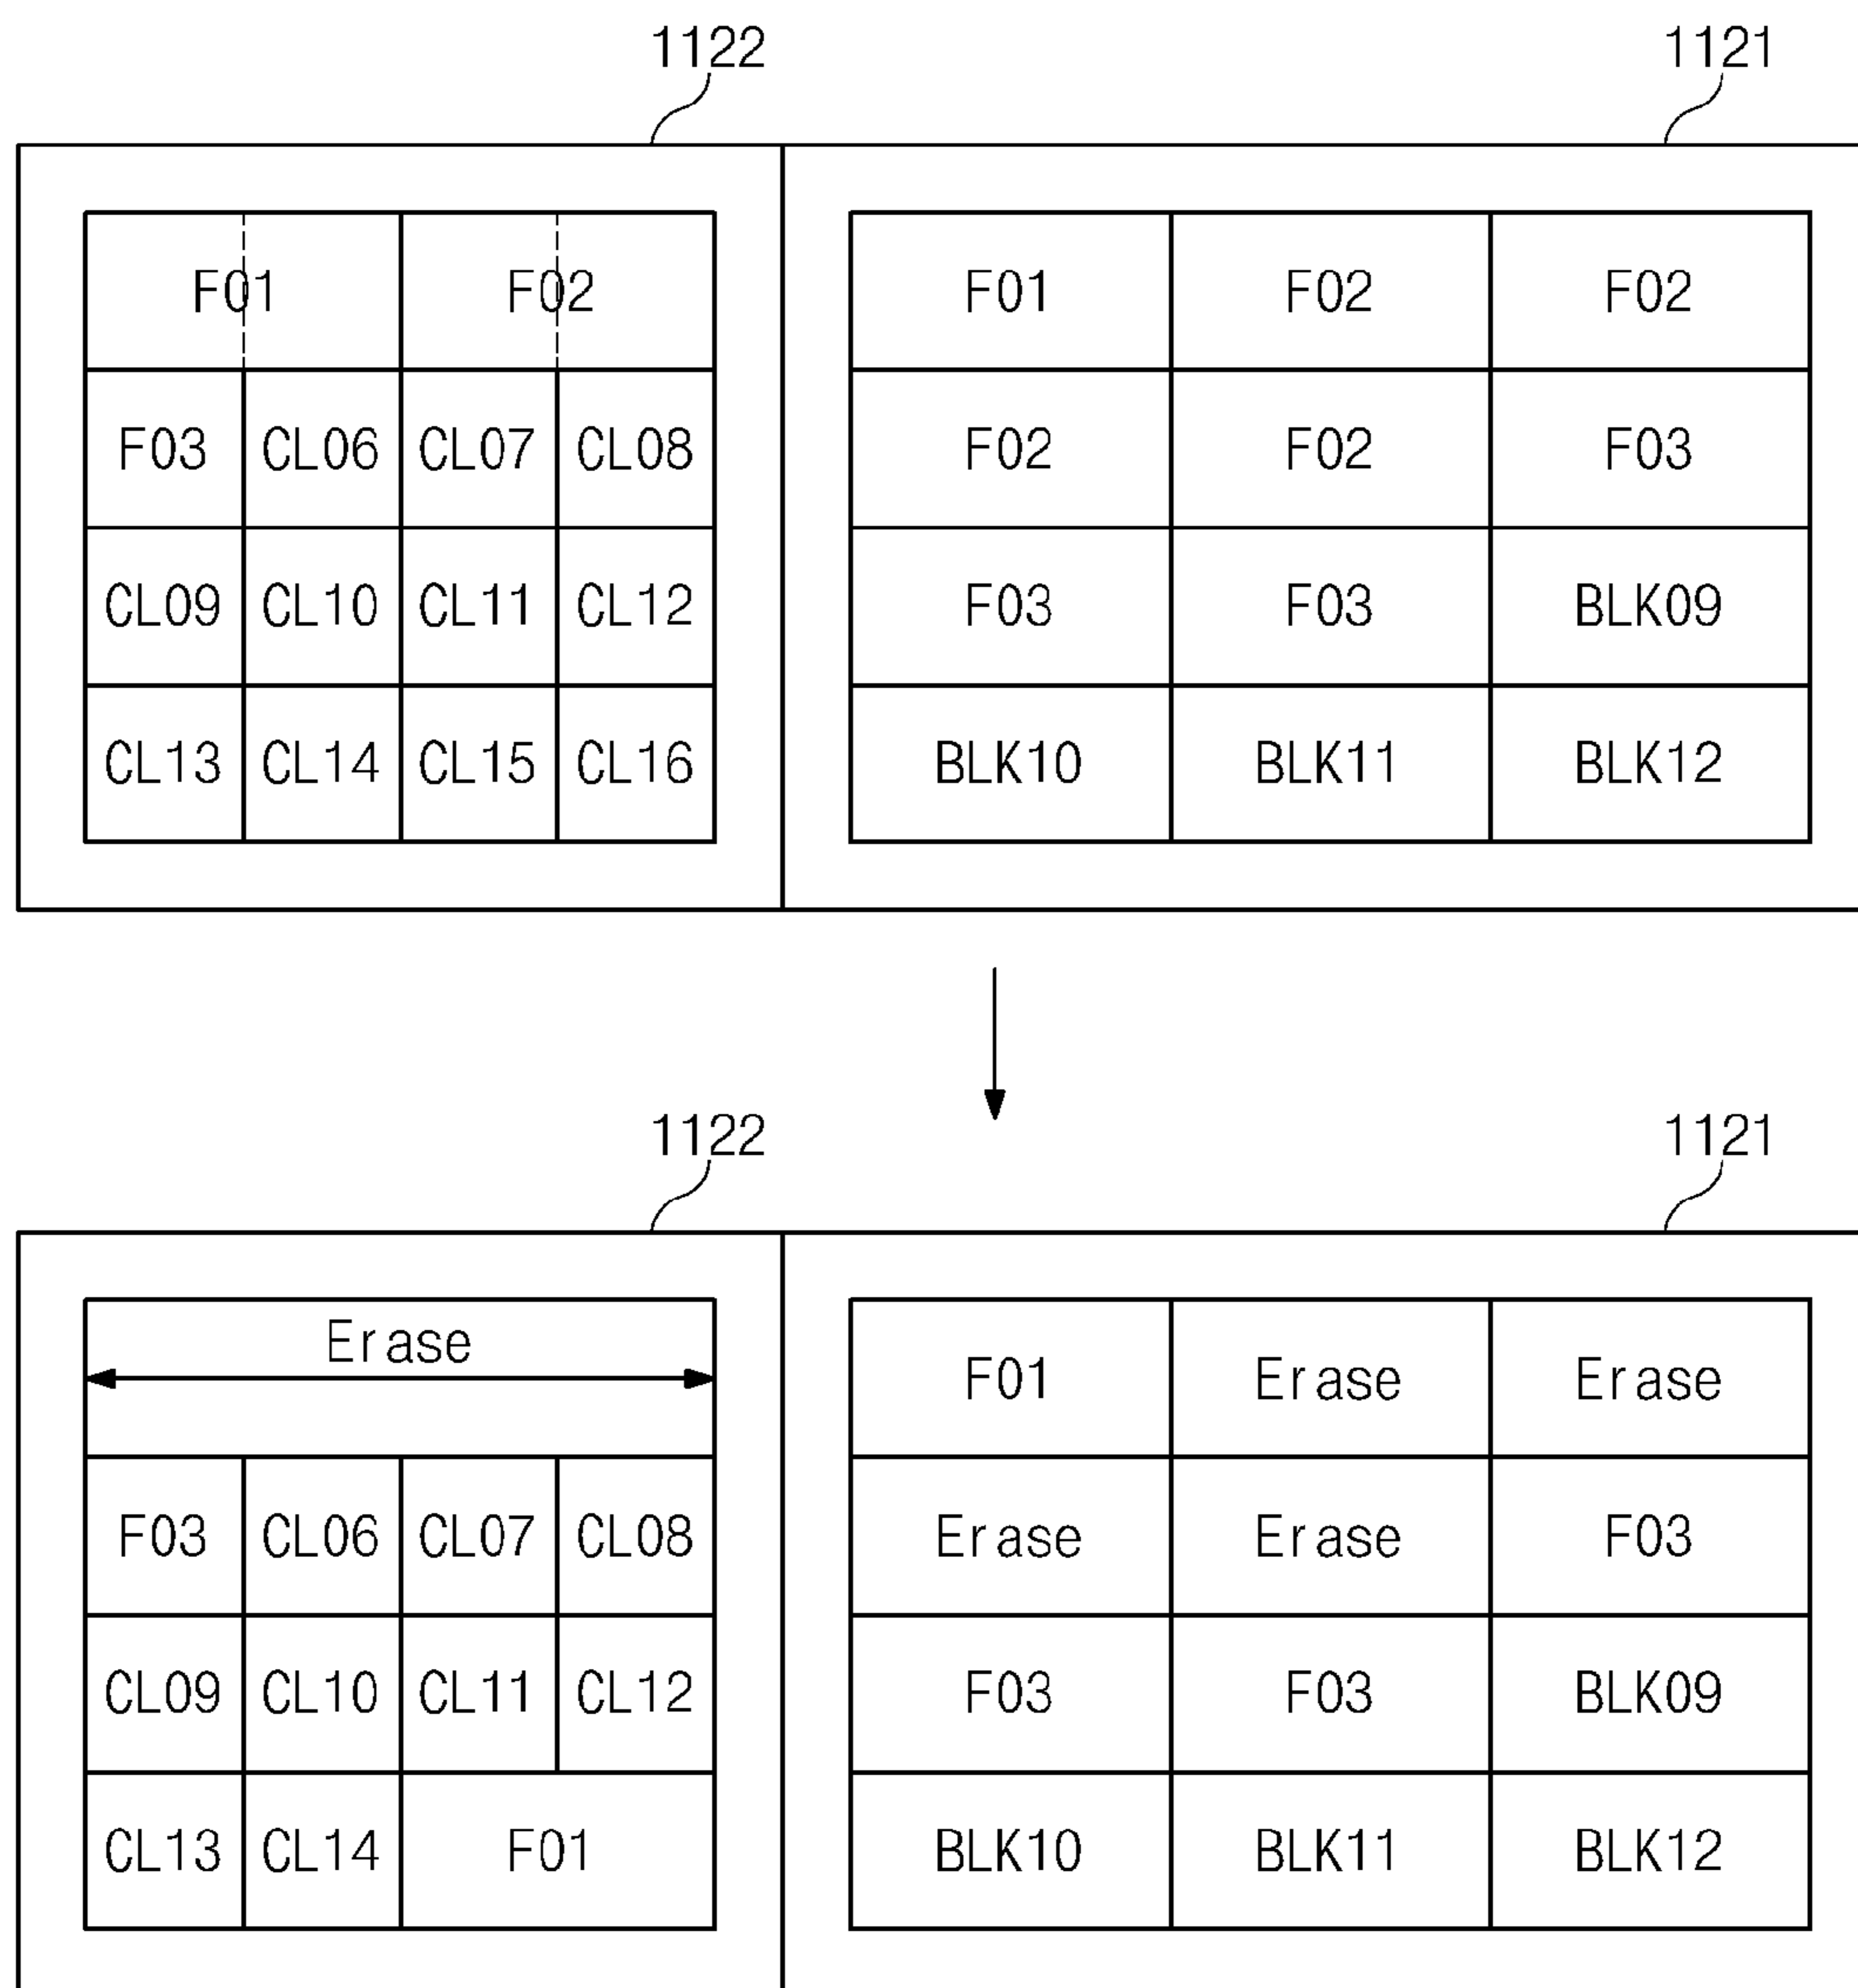 1122 1121
F01 F02 F01 F02 F02
F03 CL06 CL07 CL08 F02 F02 F03
CL09 CL10 CL11 CL12 F03 F03 BLK09
CL13 CL14 CL15 CL16 BLK10 BLK11 BLK12
1122 1121
Erase F01 Erase Erase
F03 CL06 CL07 CL08 Erase Erase F03
CL09 CL10 CL11 CL12 F03 F03 BLK09
CL13 CL14 F01 BLK10 BLK11 BLK12